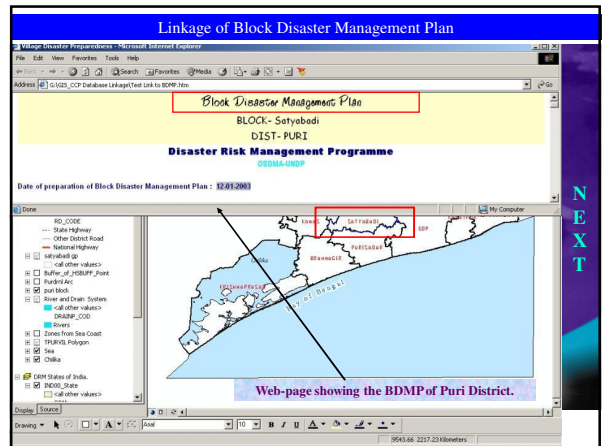 Linkage of Block Disaster Management Plan
Village Disaster Preparedness - Microsoft Internet Explorer
File Edit View Favorites Tools Help
Back Search Favorites Media
Address G:\GIS_CCP Database Linkage\Test Link to BDMP.htm Go
Block Disaster Management Plan
BLOCK- Satyabadi
DIST- PURI
Disaster Risk Management Programme
OSDMA-UNDP
Date of preparation of Block Disaster Management Plan : 12-01-2003
Done My Computer
RD_CODE
State Highway
Other District Road
National Highway
satyabadi gp
<all other values>
Buffer_of_HSBUFF_Point
Purdml Arc
puri block
River and Drain System
<all other values>
DRAINP_COD
Rivers
Zones from Sea Coast
TPURVIL Polygon
Sea
Chilika
DRM States of India.
IND00_State
<all other values>
KANAS
SATYABADI
GOP
PURISADAR
BRAHMAGIRI
Chilika
KRISHNAPRASAD
Bay of Bengal
Web-page showing the BDMP of Puri District.
Display Source
Drawing A Arial 10 B I U A
9543.66 2217.23 Kilometers
N
E
X
T